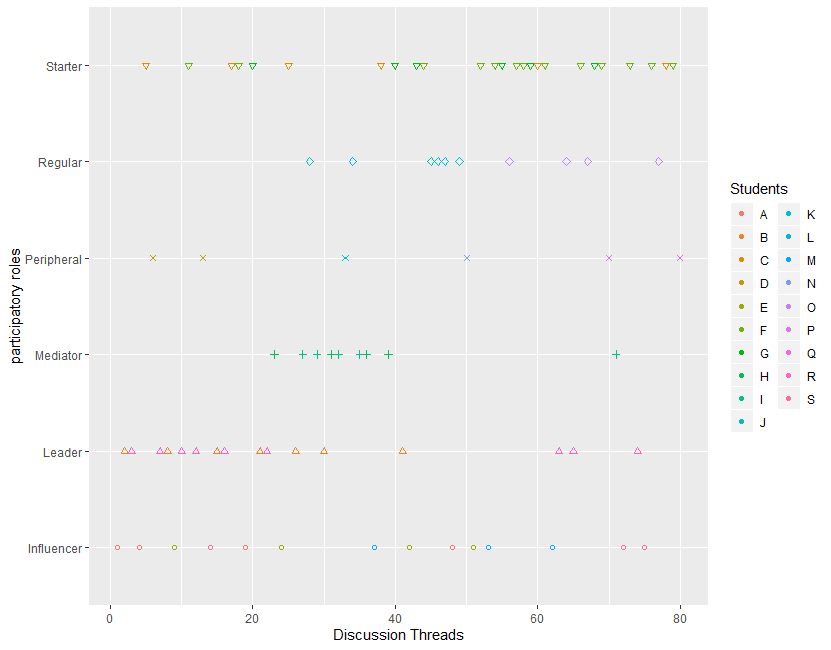 Starter
Regular
Peripheral
Mediator
Leader
Influencer
participatory roles
0 20 40 60 80
Discussion Threads
Students
A K
B L
C M
D N
E O
F P
G Q
H R
I S
J